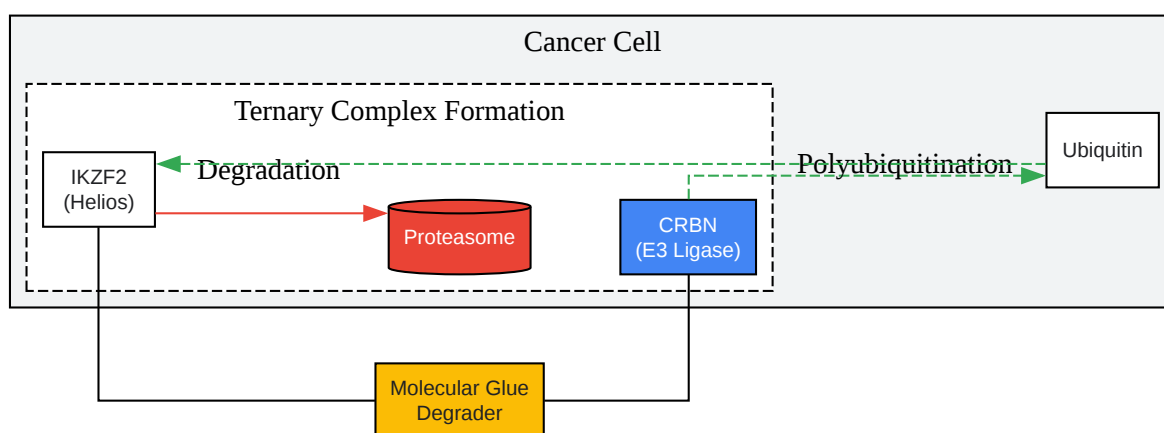 Cancer Cell
Ternary Complex Formation
IKZF2
(Helios)
Degradation
Polyubiquitination
Ubiquitin
Proteasome
CRBN
(E3 Ligase)
Molecular Glue
Degrader